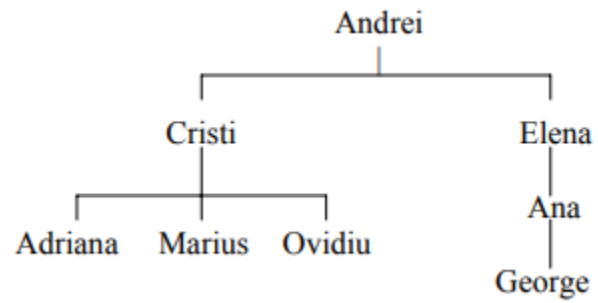 Andrei
Cristi Elena
Ana
Adriana Marius Ovidiu
George